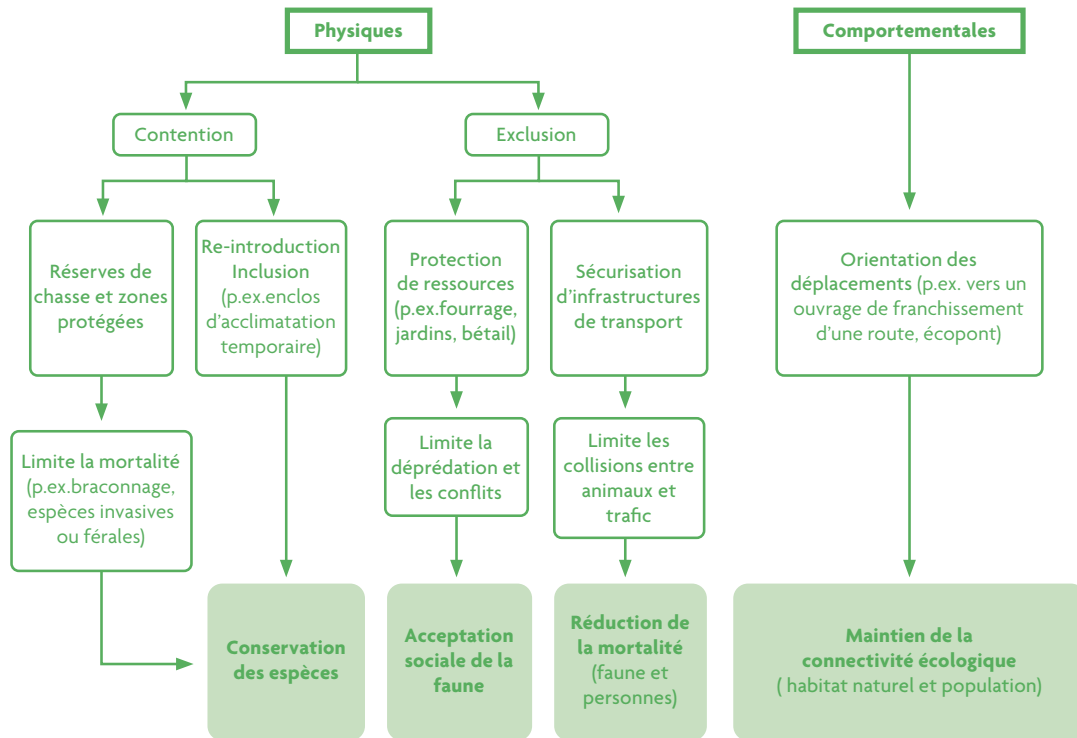 Physiques
Comportementales
Contention
Exclusion
Réserves de
chasse et zones
protégées
Re-introduction
Inclusion
(p.ex.enclos
d'acclimatation
temporaire)
Protection
de ressources
(p.ex.fourrage,
jardins, bétail)
Sécurisation
d'infrastructures
de transport
Orientation des
déplacements (p.ex. vers un
ouvrage de franchissement
d'une route, écopont)
Limite la mortalité
(p.ex.braconnage,
espèces invasives
ou férales)
Limite la
déprédation et
les conflits
Limite les
collisions entre
animaux et
trafic
Conservation
des espèces
Acceptation
sociale de la
faune
Réduction de
la mortalité
(faune et
personnes)
Maintien de la
connectivité écologique
( habitat naturel et population)